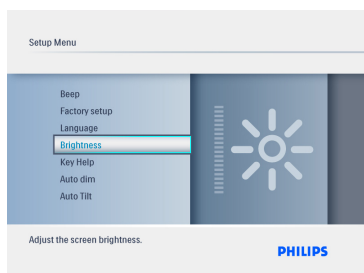 Setup Menu
Beep
Factory setup
Language
Brightness
Key Help
Auto dim
Auto Tilt
Adjust the screen brightness.
PHILIPS